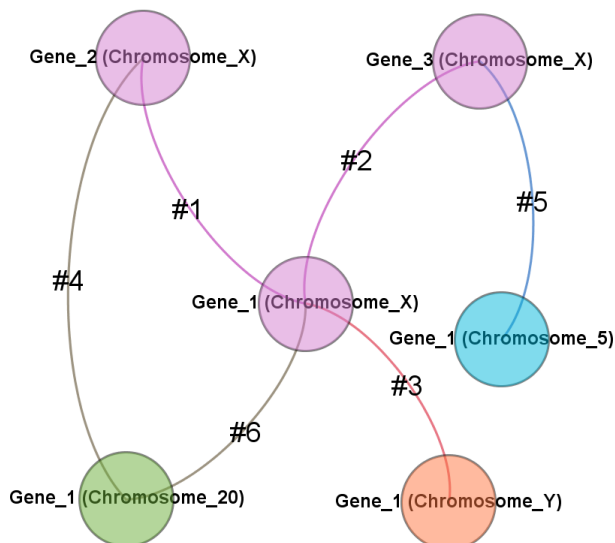 Gene_2 (Chromosome_X)
Gene_3 (Chromosome_X)
#2
#1
#5
#4
Gene_1 (Chromosome_X)
Gene_1 (Chromosome_5)
#3
#6
Gene_1 (Chromosome_20)
Gene_1 (Chromosome_Y)